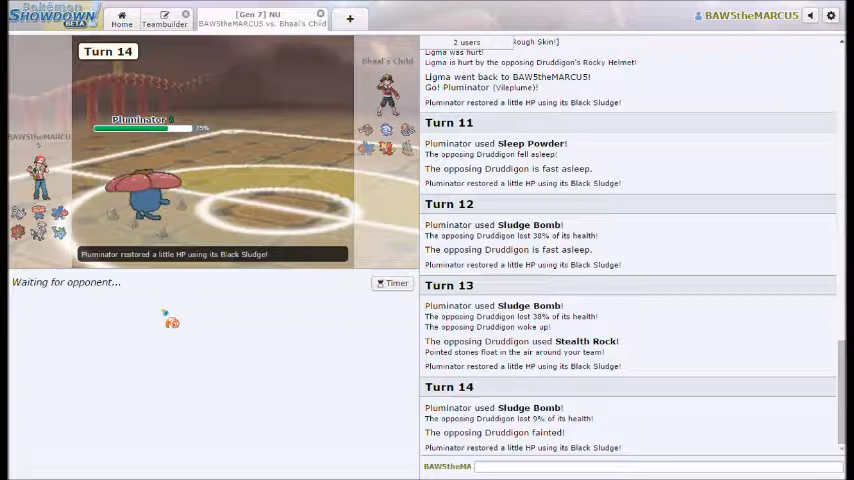 Pokémon
SHOWDOWN
BETA
Home
Teambuilder
[Gen 7] NU
BAW5theMARCUS vs. Bhaal's Child
BAW5theMARCUS
Turn 14
Bhaal's Child
Pluminator
75%
BAW5theMARCU
S
Pluminator restored a little HP using its Black Sludge!
Waiting for opponent...
Timer
2 users
Rough Skin!]
Ligma was hurt!
Ligma is hurt by the opposing Druddigon's Rocky Helmet!
Ligma went back to BAW5theMARCUS!
Go! Pluminator (Vileplume)!
Pluminator restored a little HP using its Black Sludge!
Turn 11
Pluminator used Sleep Powder!
The opposing Druddigon fell asleep!
The opposing Druddigon is fast asleep.
Pluminator restored a little HP using its Black Sludge!
Turn 12
Pluminator used Sludge Bomb!
The opposing Druddigon lost 38% of its health!
The opposing Druddigon is fast asleep.
Pluminator restored a little HP using its Black Sludge!
Turn 13
Pluminator used Sludge Bomb!
The opposing Druddigon lost 38% of its health!
The opposing Druddigon woke up!
The opposing Druddigon used Stealth Rock!
Pointed stones float in the air around your team!
Pluminator restored a little HP using its Black Sludge!
Turn 14
Pluminator used Sludge Bomb!
The opposing Druddigon lost 9% of its health!
The opposing Druddigon fainted!
Pluminator restored a little HP using its Black Sludge!
BAW5theMA